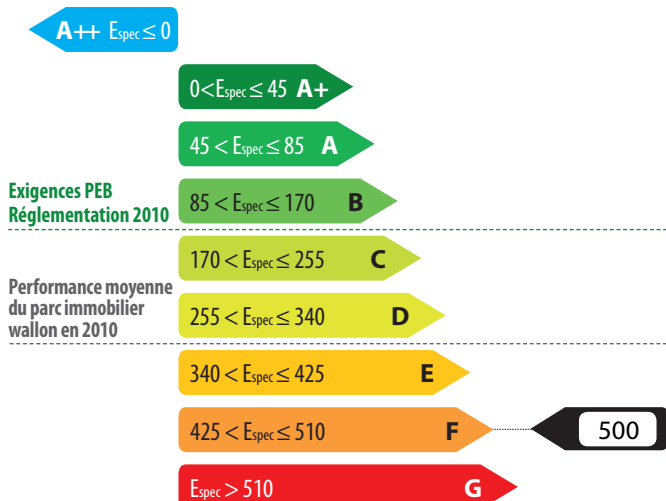 A++ Espec ≤ 0
0 < Espec ≤ 45 A+
45 < Espec ≤ 85 A
Exigences PEB
Réglementation 2010
85 < Espec ≤ 170 B
170 < Espec ≤ 255 C
Performance moyenne
du parc immobilier
wallon en 2010
255 < Espec ≤ 340 D
340 < Espec ≤ 425 E
425 < Espec ≤ 510 F 500
Espec > 510 G